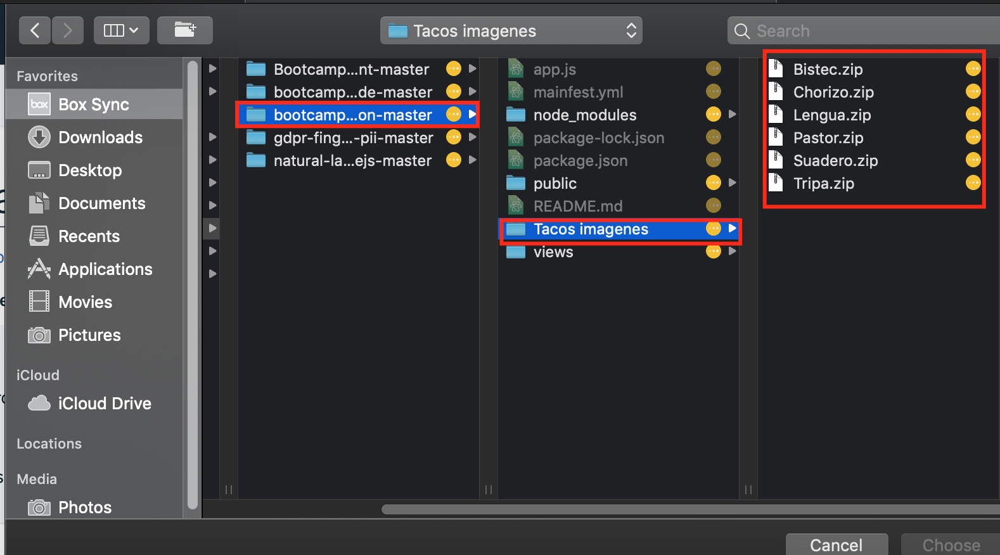 Tacos imagenes
Search
Favorites
box Box Sync
Downloads
Desktop
Documents
Recents
Applications
Movies
Pictures
iCloud
iCloud Drive
Locations
Media
Photos
Bootcamp...nt-master
bootcamp...de-master
bootcamp...on-master
gdpr-fing...-pii-master
natural-la...ejs-master
app.js
mainfest.yml
node_modules
package-lock.json
package.json
public
README.md
Tacos imagenes
views
Bistec.zip
Chorizo.zip
Lengua.zip
Pastor.zip
Suadero.zip
Tripa.zip
Cancel
Choose